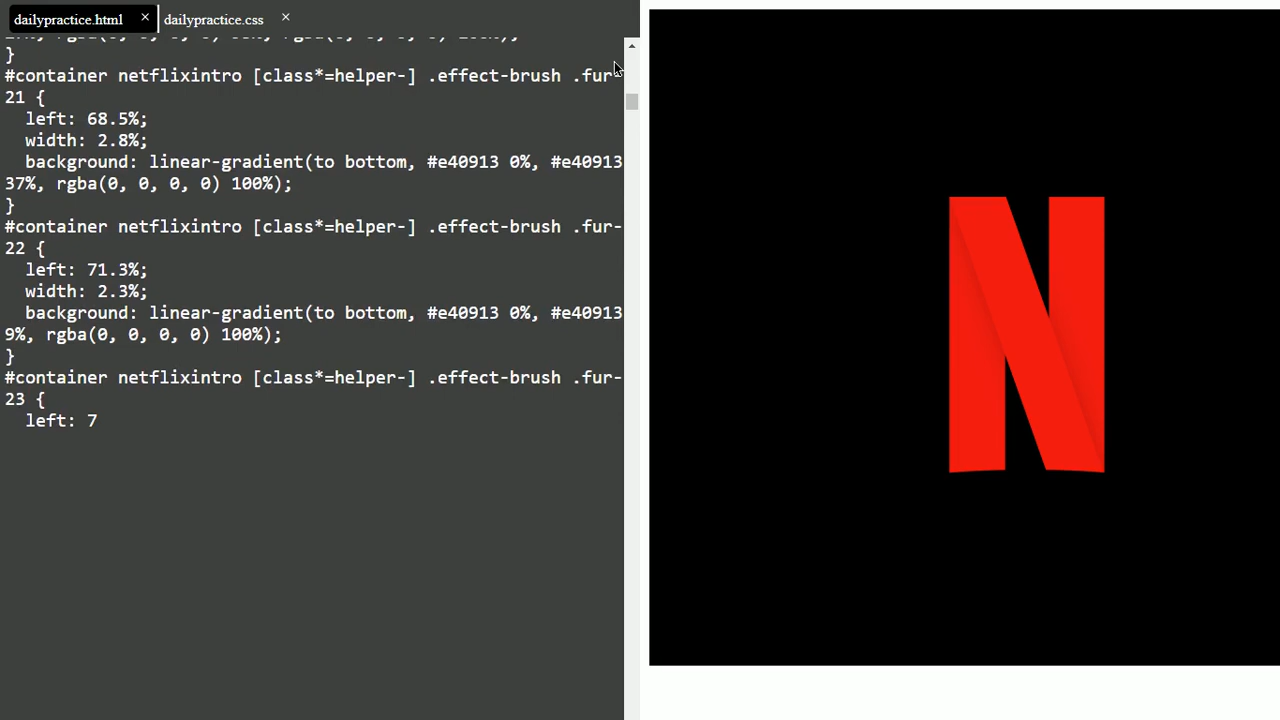 dailypractice.html × dailypractice.css ×
}
#container netflixintro [class*=helper-] .effect-brush .fur-
21 {
left: 68.5%;
width: 2.8%;
background: linear-gradient(to bottom, #e40913 0%, #e40913
37%, rgba(0, 0, 0, 0) 100%);
}
#container netflixintro [class*=helper-] .effect-brush .fur-
22 {
left: 71.3%;
width: 2.3%;
background: linear-gradient(to bottom, #e40913 0%, #e40913
9%, rgba(0, 0, 0, 0) 100%);
}
#container netflixintro [class*=helper-] .effect-brush .fur-
23 {
left: 7
N